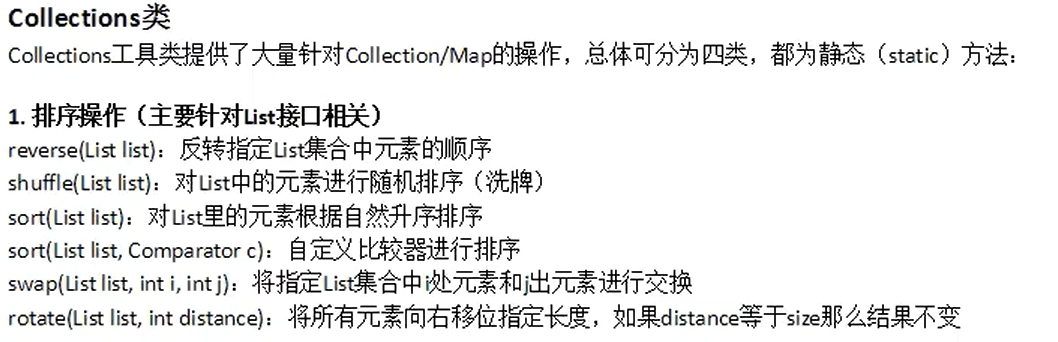 Collections类
Collections工具类提供了大量针对Collection/Map的操作，总体可分为四类，都为静态（static）方法：
1. 排序操作（主要针对List接口相关）
reverse(List list)：反转指定List集合中元素的顺序
shuffle(List list)：对List中的元素进行随机排序（洗牌）
sort(List list)：对List里的元素根据自然升序排序
sort(List list, Comparator c)：自定义比较器进行排序
swap(List list, int i, int j)：将指定List集合中i处元素和j出元素进行交换
rotate(List list, int distance)：将所有元素向右移位指定长度，如果distance等于size那么结果不变